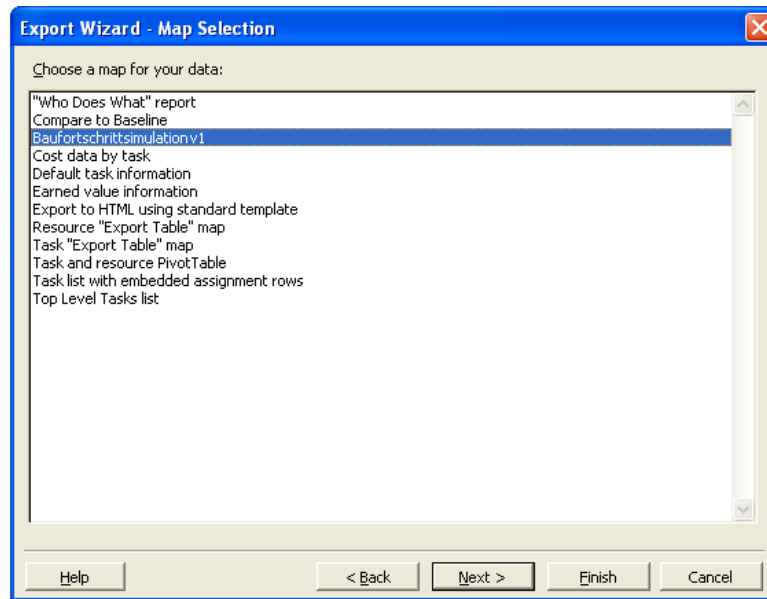 Export Wizard - Map Selection
Choose a map for your data:
"Who Does What" report
Compare to Baseline
Baufortschrittsimulation v1
Cost data by task
Default task information
Earned value information
Export to HTML using standard template
Resource "Export Table" map
Task "Export Table" map
Task and resource PivotTable
Task list with embedded assignment rows
Top Level Tasks list
Help < Back Next > Finish Cancel